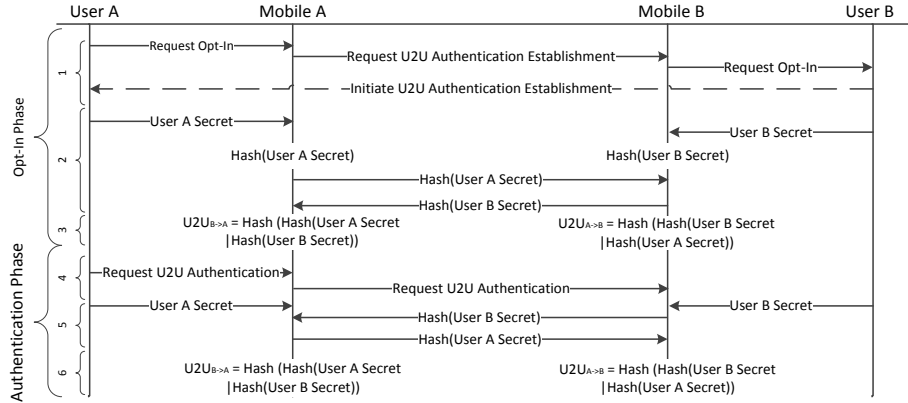 User A
Mobile A
Mobile B
User B
Opt-In Phase
1
Request Opt-In
Request U2U Authentication Establishment
Request Opt-In
Initiate U2U Authentication Establishment
2
User A Secret
User B Secret
Hash(User A Secret)
Hash(User B Secret)
Hash(User A Secret)
Hash(User B Secret)
3
U2UB->A = Hash (Hash(User A Secret
|Hash(User B Secret))
U2UA->B = Hash (Hash(User B Secret
|Hash(User A Secret))
Authentication Phase
4
Request U2U Authentication
Request U2U Authentication
5
User A Secret
User B Secret
Hash(User B Secret)
Hash(User A Secret)
6
U2UB->A = Hash (Hash(User A Secret
|Hash(User B Secret))
U2UA->B = Hash (Hash(User B Secret
|Hash(User A Secret))